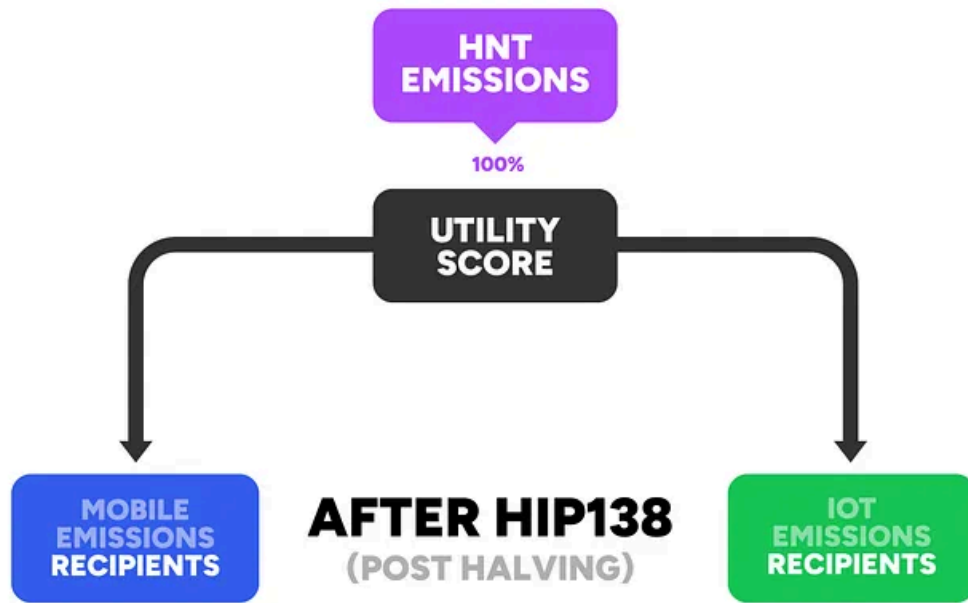 HNT
EMISSIONS
100%
UTILITY
SCORE
MOBILE
EMISSIONS
RECIPIENTS
AFTER HIP138
(POST HALVING)
IOT
EMISSIONS
RECIPIENTS